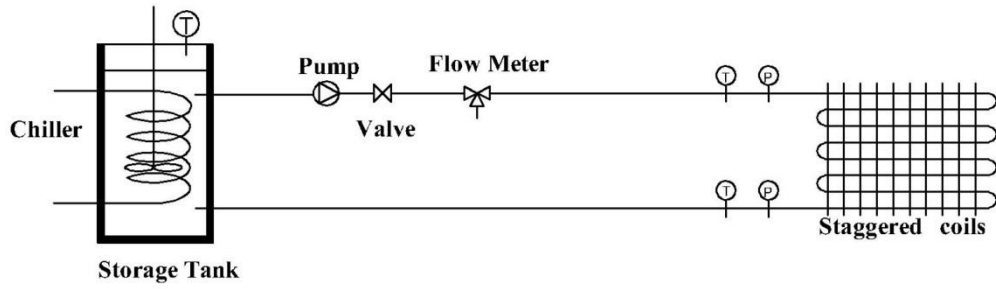 T
Pump
Flow Meter
T
P
Chiller
Valve
T
P
Staggered coils
Storage Tank